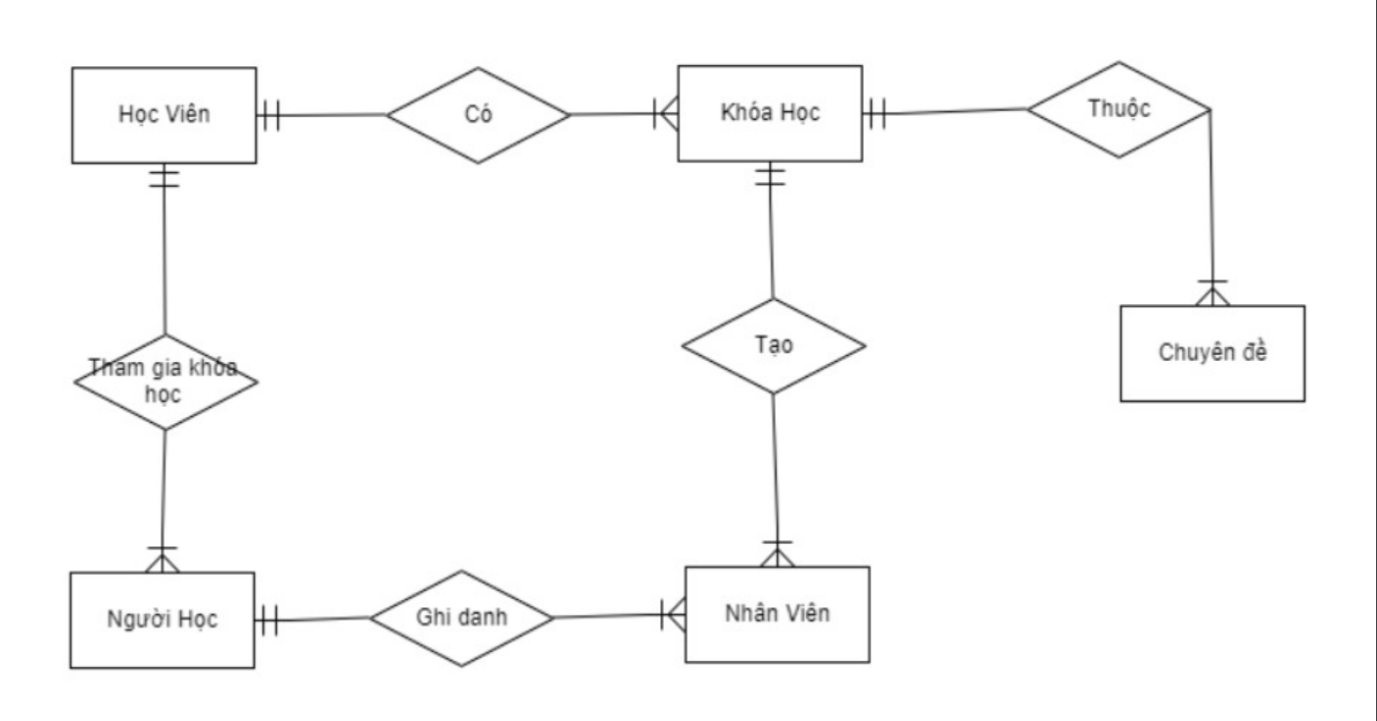 Học Viên
Có
Khóa Học
Thuộc
Tạo
Chuyên đề
Tham gia khóa
học
Người Học
Ghi danh
Nhân Viên